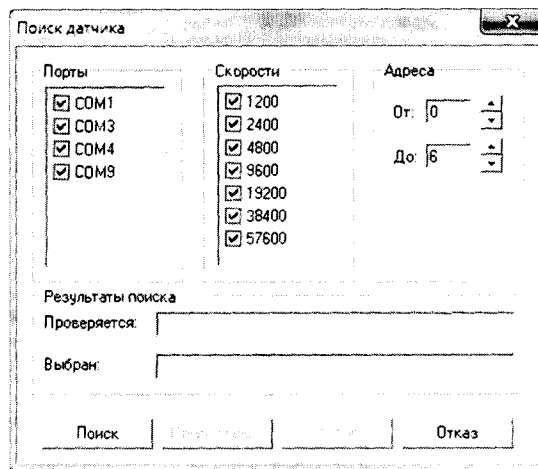 Поиск датчика
Порты
COM1
COM3
COM4
COM9
Скорости
1200
2400
4800
9600
19200
38400
57600
Адреса
От: 0
До: 6
Результаты поиска
Проверяется:
Выбран:
Поиск
Отказ